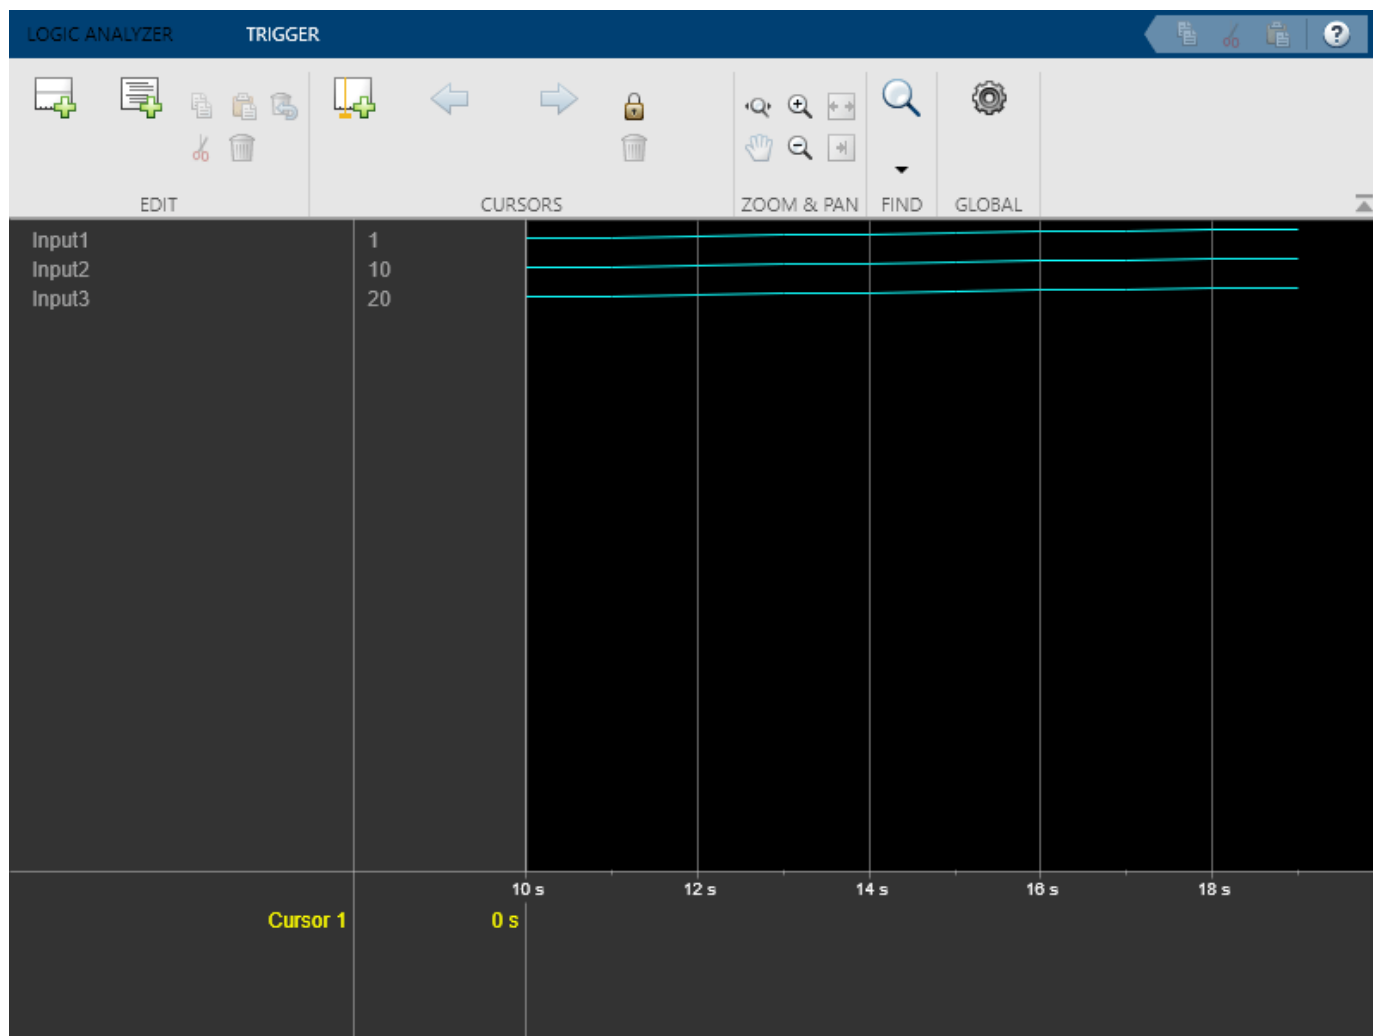 LOGIC ANALYZER TRIGGER
EDIT CURSORS ZOOM & PAN FIND GLOBAL
Input1 1
Input2 10
Input3 20
10 s 12 s 14 s 16 s 18 s
Cursor 1 0 s